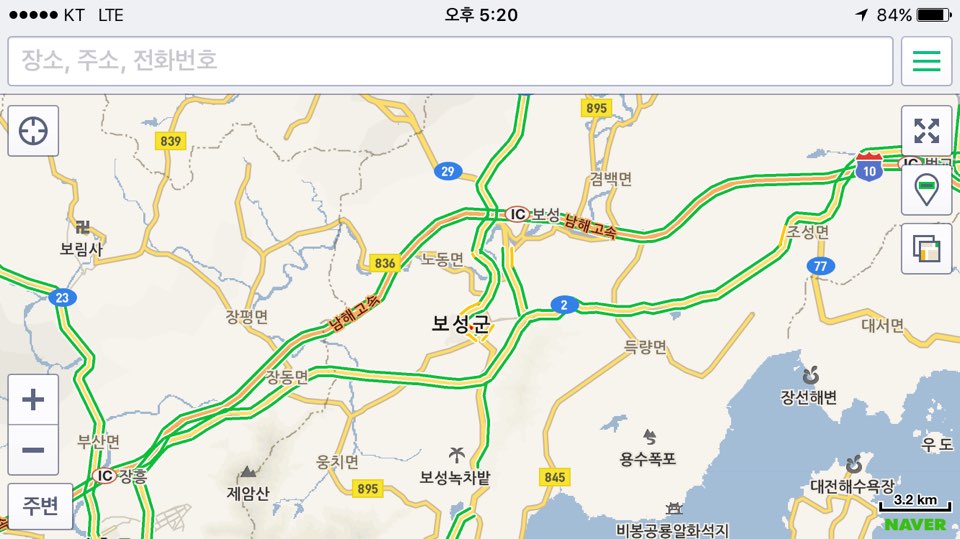 KT LTE 오후 5:20 84%
장소, 주소, 전화번호
895
839
29
겸백면
10
IC 보성
남해고속
보림사
조성면
노동면
836
77
23
남해고속
2
장평면
보성군
대서면
득량면
장동면
장선해변
부산면
우도
용수폭포
웅치면
IC 장흥
보성녹차밭
제암산
845
대전해수욕장
895
3.2 km
주변
NAVER
비봉공룡알화석지